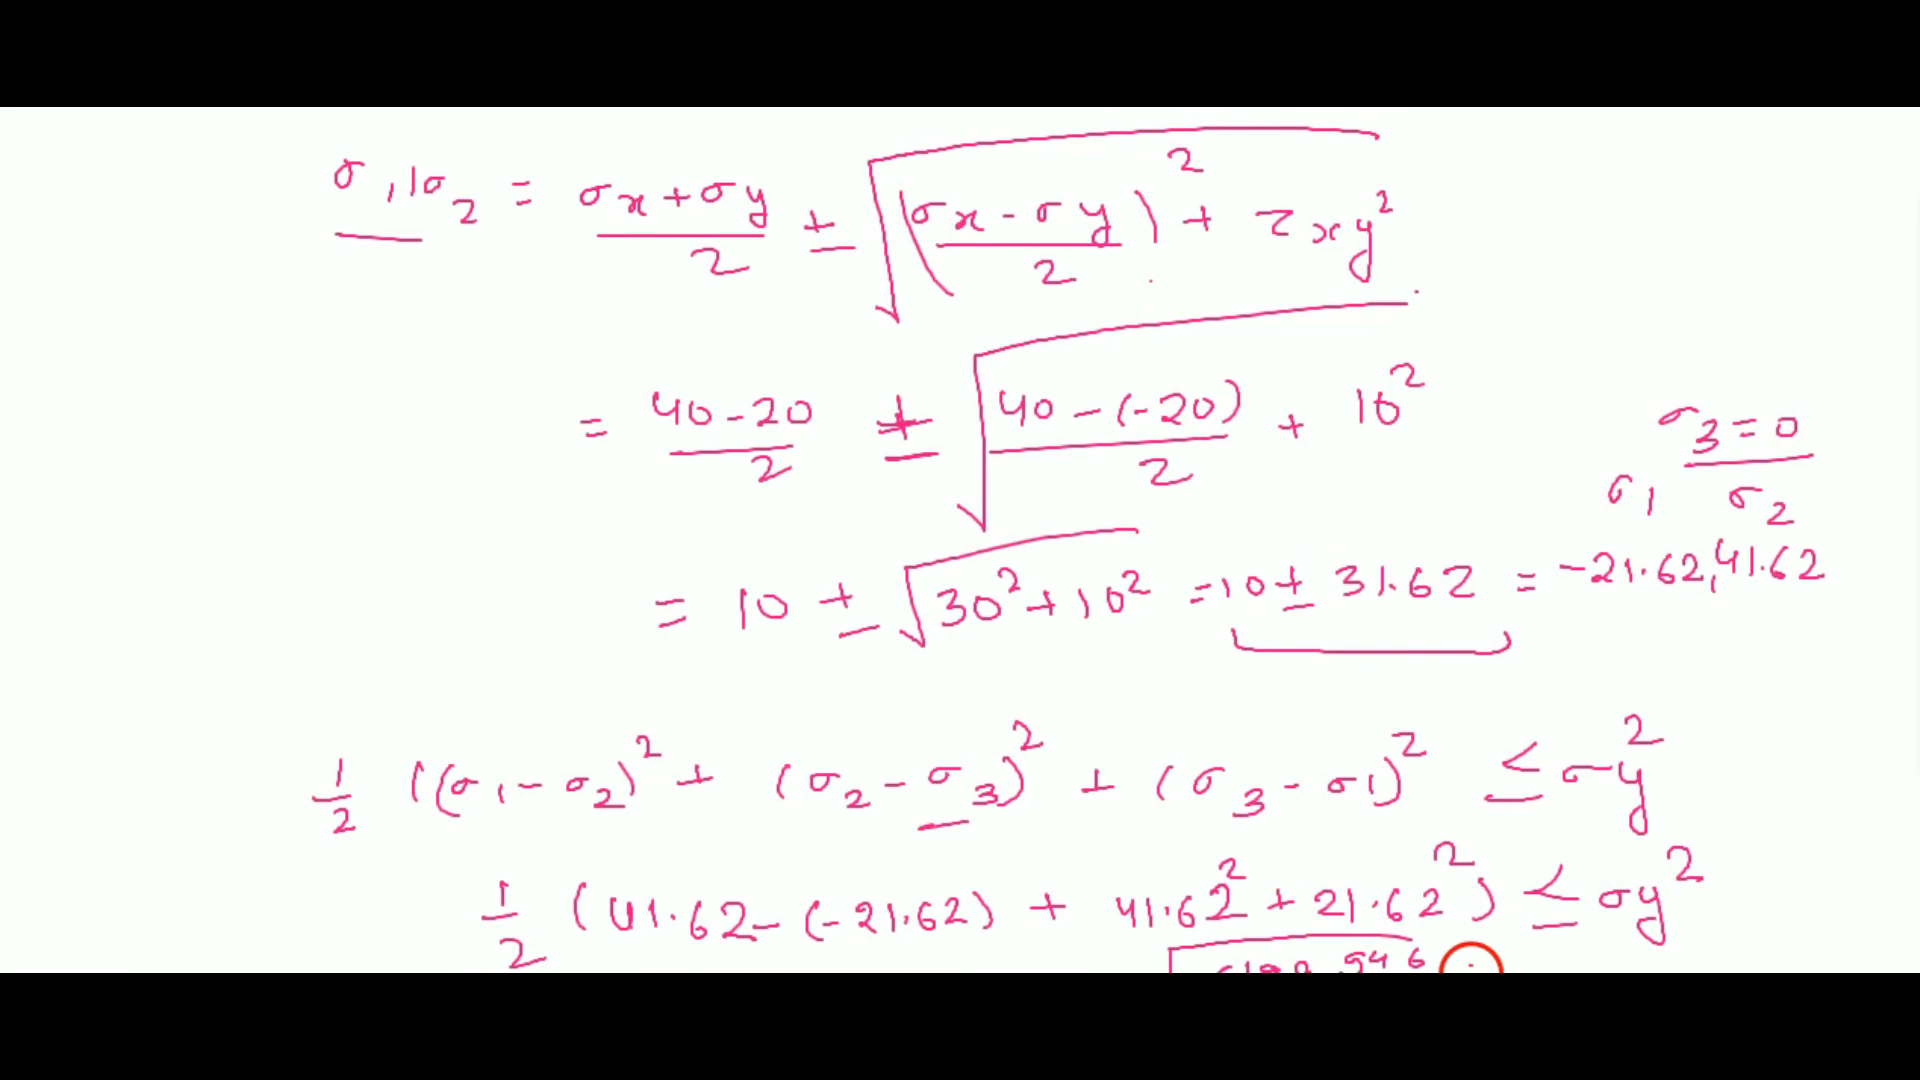 σ1, σ2 = σx+σy/2 ± √((σx-σy/2)² + τxy²)
= 40-20/2 ± √(40-(-20)/2 + 10²)
σ3=0
σ1 σ2
= 10 ± √30²+10² = 10 ± 31.62 = -21.62, 41.62
1/2 ((σ1-σ2)² + (σ2-σ3)² + (σ3-σ1)² ≤ σy²
1/2 (41.62-(-21.62) + 41.62² + 21.62²) ≤ σy²